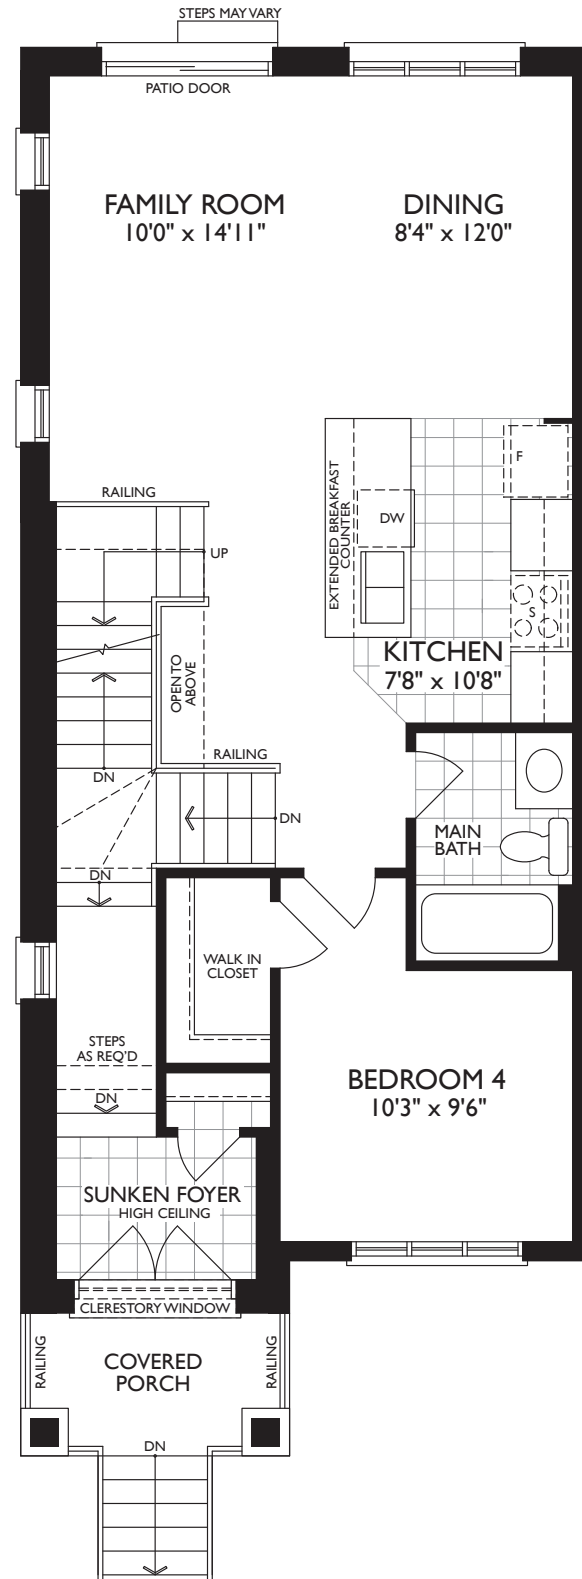 STEPS MAY VARY
PATIO DOOR
FAMILY ROOM
10'0" x 14'11"
DINING
8'4" x 12'0"
F
EXTENDED BREAKFAST
COUNTER
DW
RAILING
UP
S
KITCHEN
7'8" x 10'8"
OPEN TO
ABOVE
RAILING
DN
DN
MAIN
BATH
DN
WALK IN
CLOSET
STEPS
AS REQ'D
DN
BEDROOM 4
10'3" x 9'6"
SUNKEN FOYER
HIGH CEILING
CLERESTORY WINDOW
RAILING
COVERED
PORCH
RAILING
DN